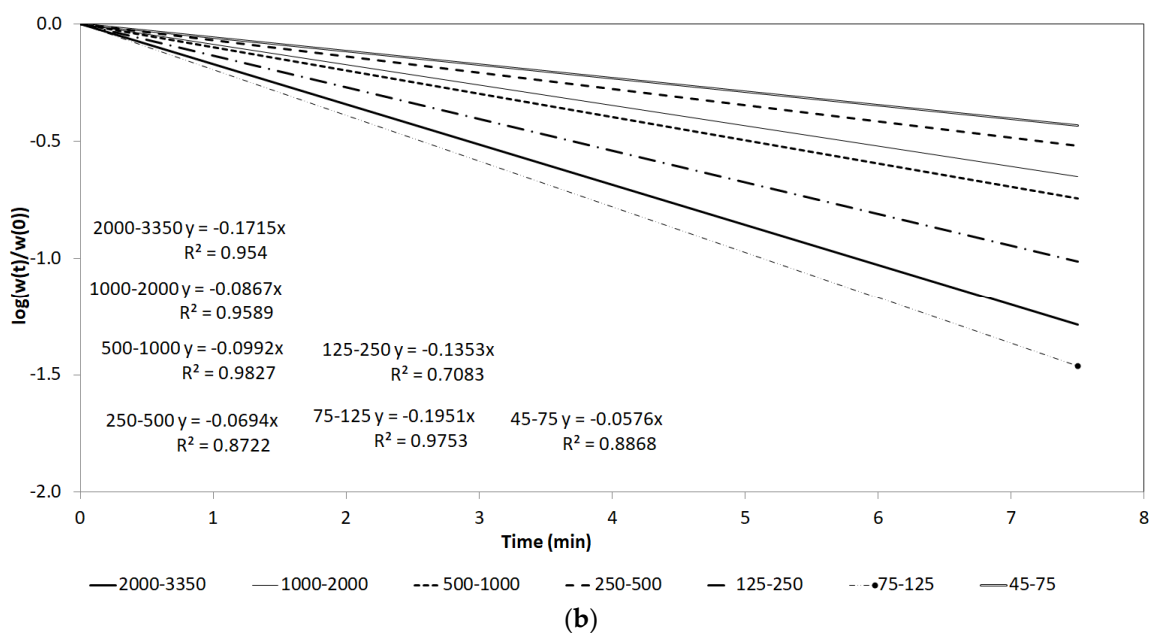 0.0
-0.5
-1.0
-1.5
-2.0
log(w(t)/w(0))
2000-3350 y = -0.1715x
R² = 0.954
1000-2000 y = -0.0867x
R² = 0.9589
500-1000 y = -0.0992x
R² = 0.9827
125-250 y = -0.1353x
R² = 0.7083
250-500 y = -0.0694x
R² = 0.8722
75-125 y = -0.1951x
R² = 0.9753
45-75 y = -0.0576x
R² = 0.8868
0 1 2 3 4 5 6 7 8
Time (min)
2000-3350 1000-2000 500-1000 250-500 125-250 75-125 45-75
(b)